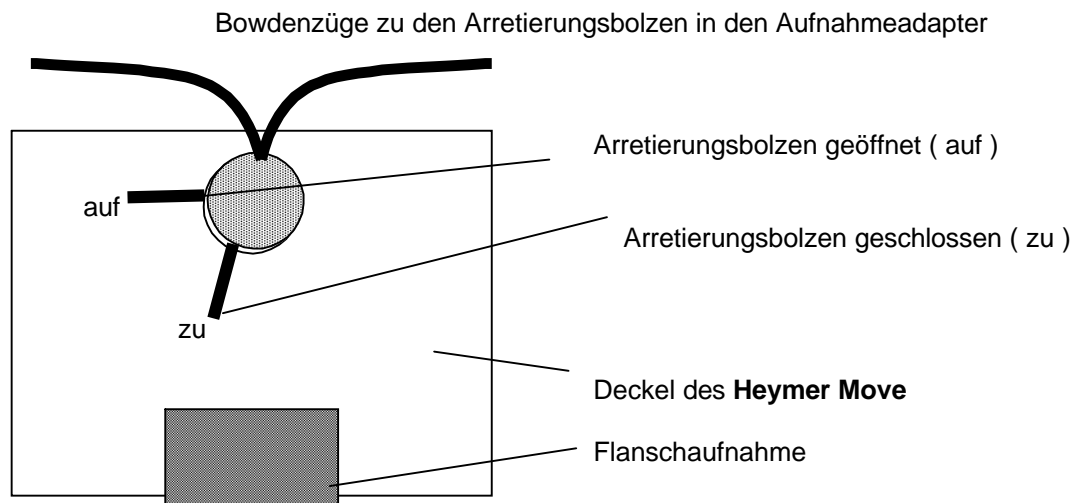 Bowdenzüge zu den Arretierungsbolzen in den Aufnahmeadapter
Arretierungsbolzen geöffnet ( auf )
auf
Arretierungsbolzen geschlossen ( zu )
zu
Deckel des Heymer Move
Flanschaufnahme